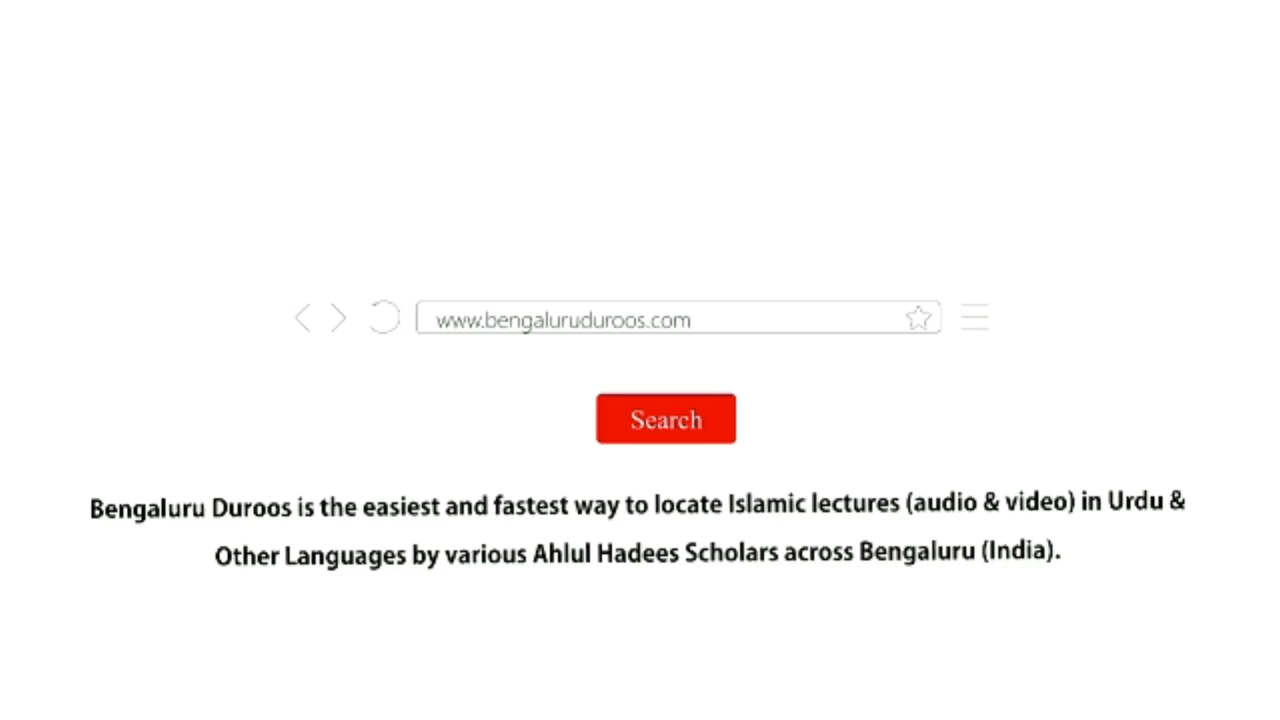 www.bengaluruduroos.com
Search
Bengaluru Duroos is the easiest and fastest way to locate Islamic lectures (audio & video) in Urdu &
Other Languages by various Ahlul Hadees Scholars across Bengaluru (India).